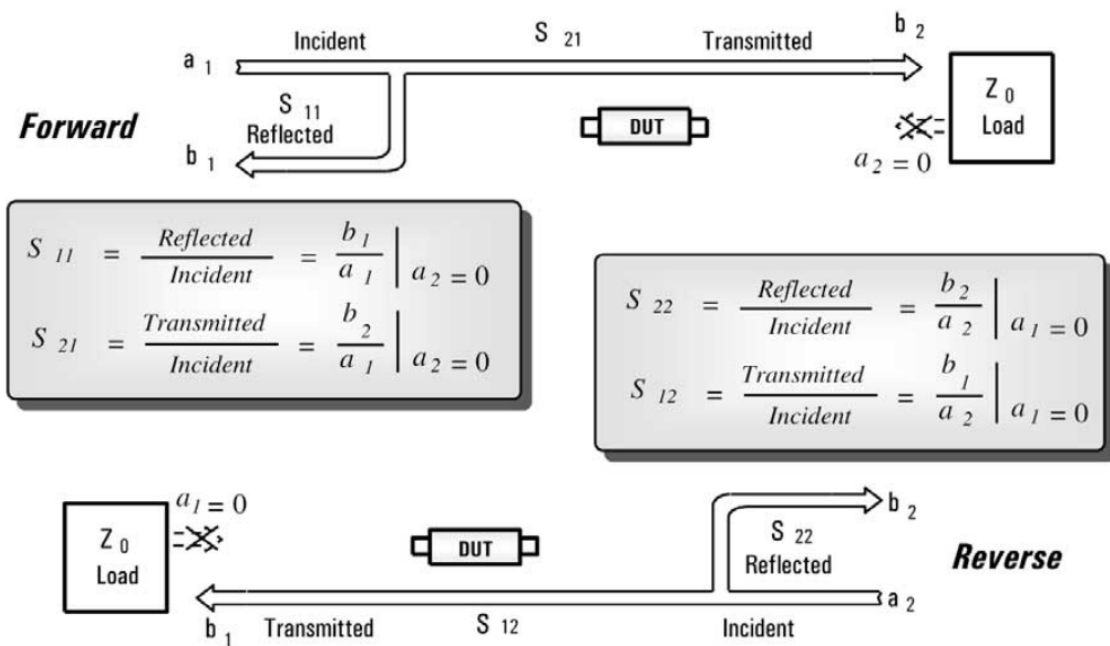 Incident S 21 Transmitted b 2
a 1
S 11
Reflected
Forward
b 1
DUT
Z 0
Load
a 2 = 0
S 11 = Reflected / Incident = b 1 / a 1 | a 2 = 0
S 21 = Transmitted / Incident = b 2 / a 1 | a 2 = 0
S 22 = Reflected / Incident = b 2 / a 2 | a 1 = 0
S 12 = Transmitted / Incident = b 1 / a 2 | a 1 = 0
a 1 = 0
Z 0
Load
DUT
b 2
S 22
Reflected
Reverse
a 2
b 1 Transmitted S 12 Incident